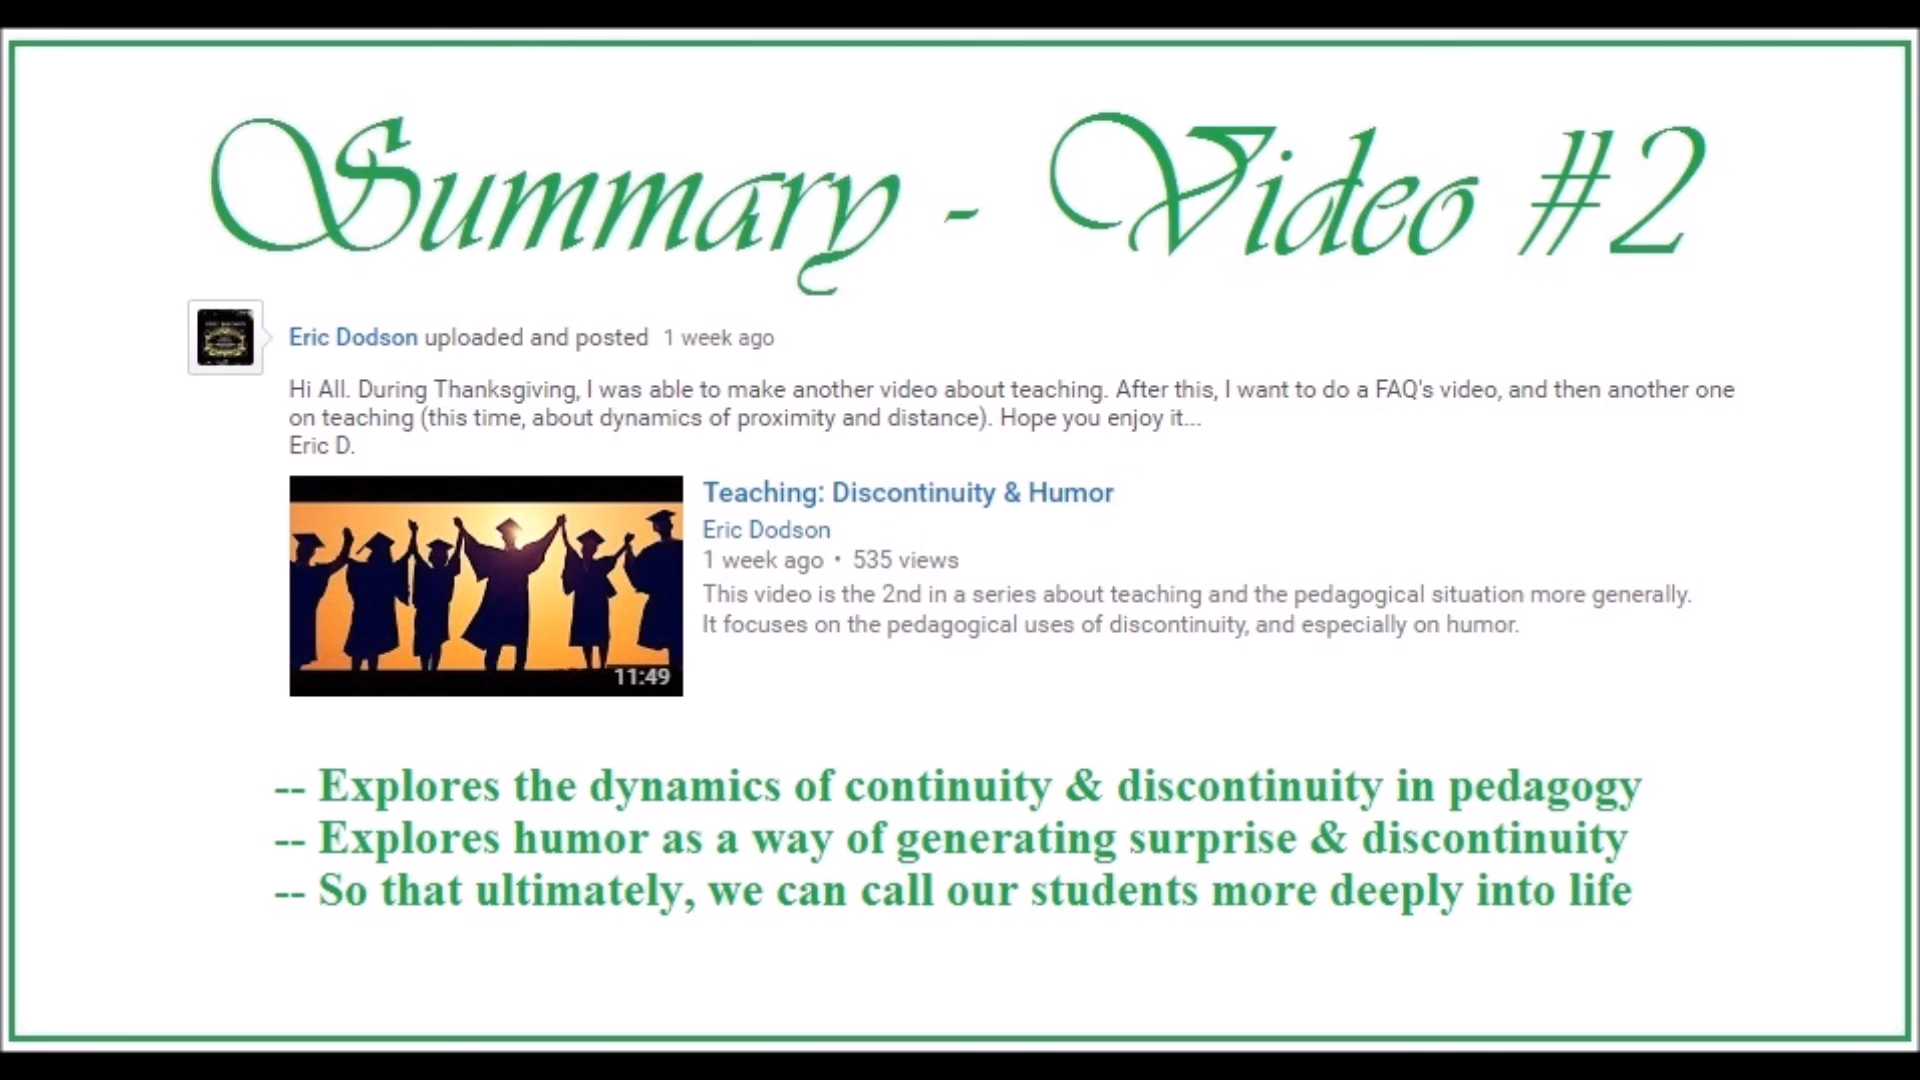 Summary - Video #2
Eric Dodson uploaded and posted 1 week ago
Hi All. During Thanksgiving, I was able to make another video about teaching. After this, I want to do a FAQ's video, and then another one
on teaching (this time, about dynamics of proximity and distance). Hope you enjoy it...
Eric D.
Teaching: Discontinuity & Humor
Eric Dodson
1 week ago • 535 views
This video is the 2nd in a series about teaching and the pedagogical situation more generally.
It focuses on the pedagogical uses of discontinuity, and especially on humor.
11:49
-- Explores the dynamics of continuity & discontinuity in pedagogy
-- Explores humor as a way of generating surprise & discontinuity
-- So that ultimately, we can call our students more deeply into life